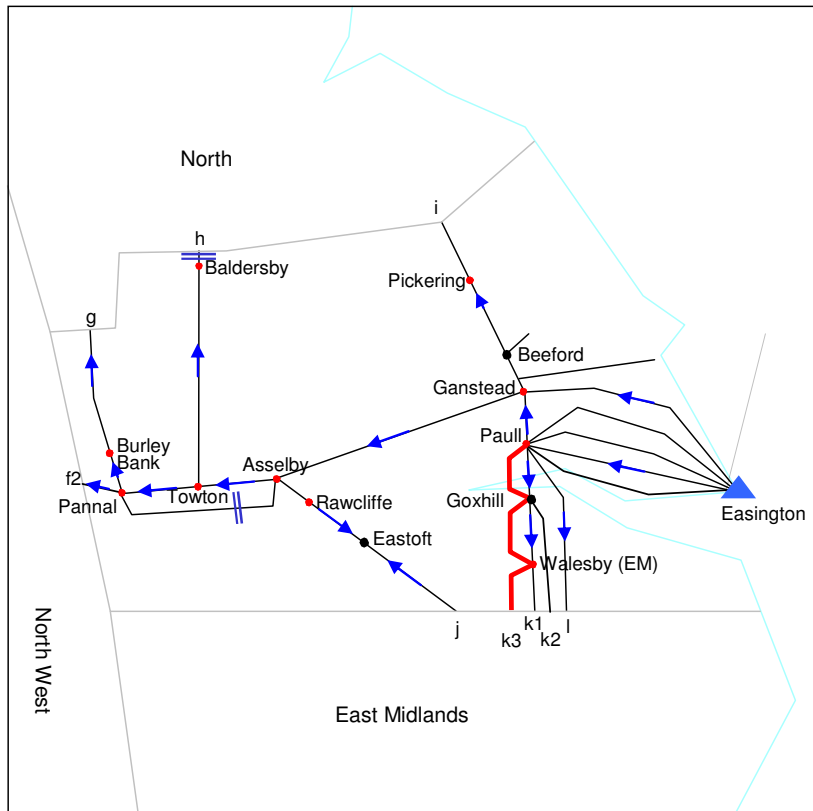 North
i
h
Baldersby
Pickering
g
Beeford
Ganstead
Paull
Burley
Bank
Asselby
f2
Pannal
Towton
Rawcliffe
Goxhill
Easington
Eastoft
Walesby (EM)
North West
j
k3
k1
k2
l
East Midlands